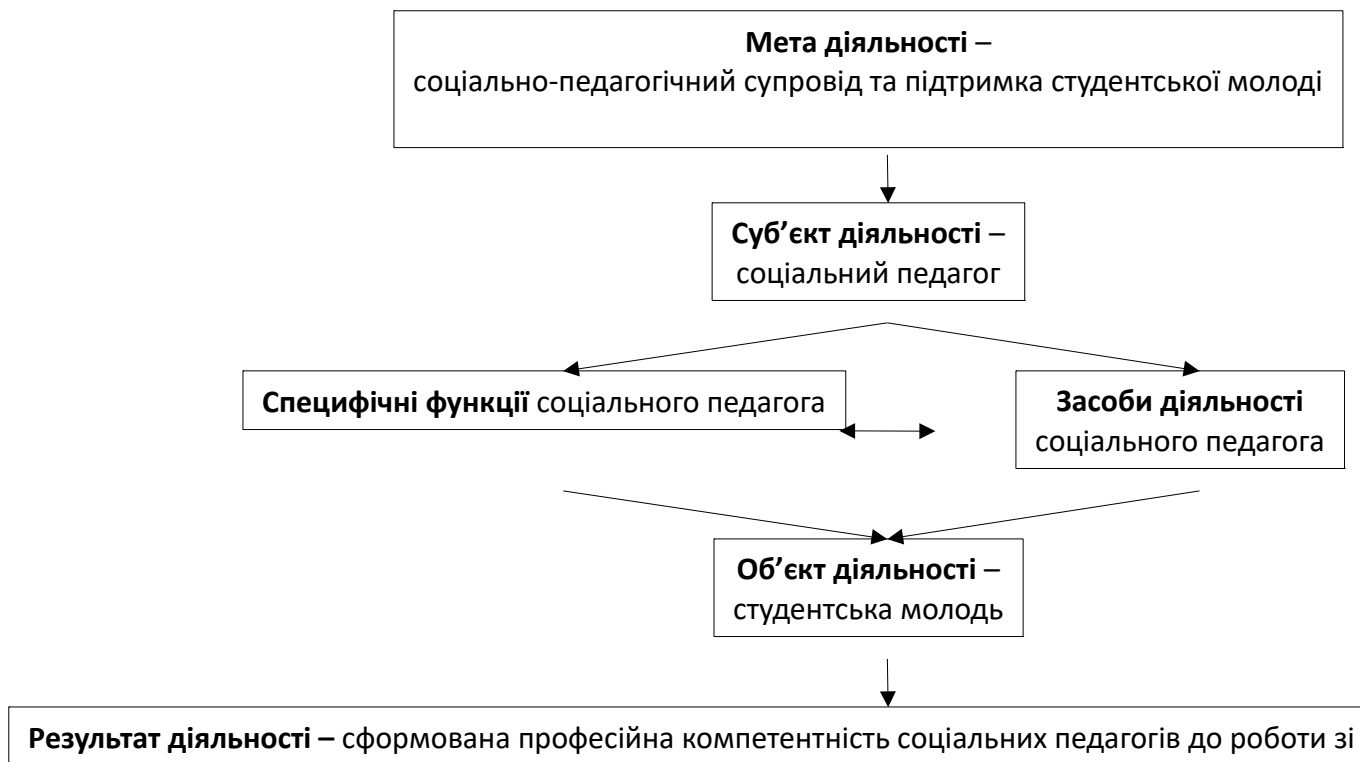 Мета діяльності –
соціально-педагогічний супровід та підтримка студентської молоді
Суб’єкт діяльності –
соціальний педагог
Специфічні функції соціального педагога
Засоби діяльності
соціального педагога
Об’єкт діяльності –
студентська молодь
Результат діяльності – сформована професійна компетентність соціальних педагогів до роботи зі